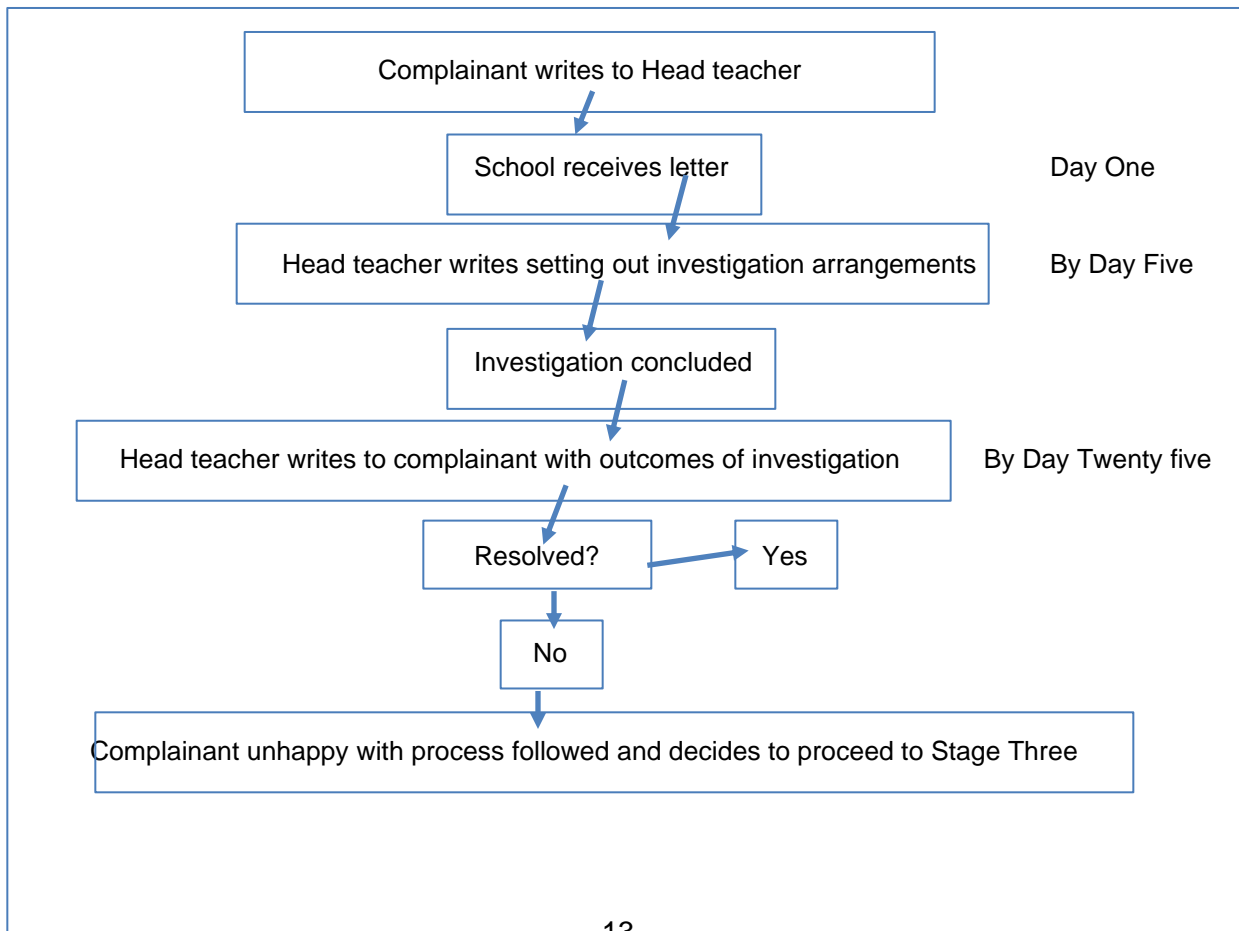 Complainant writes to Head teacher
School receives letter
Day One
Head teacher writes setting out investigation arrangements
By Day Five
Investigation concluded
Head teacher writes to complainant with outcomes of investigation
By Day Twenty five
Resolved?
Yes
No
Complainant unhappy with process followed and decides to proceed to Stage Three
13